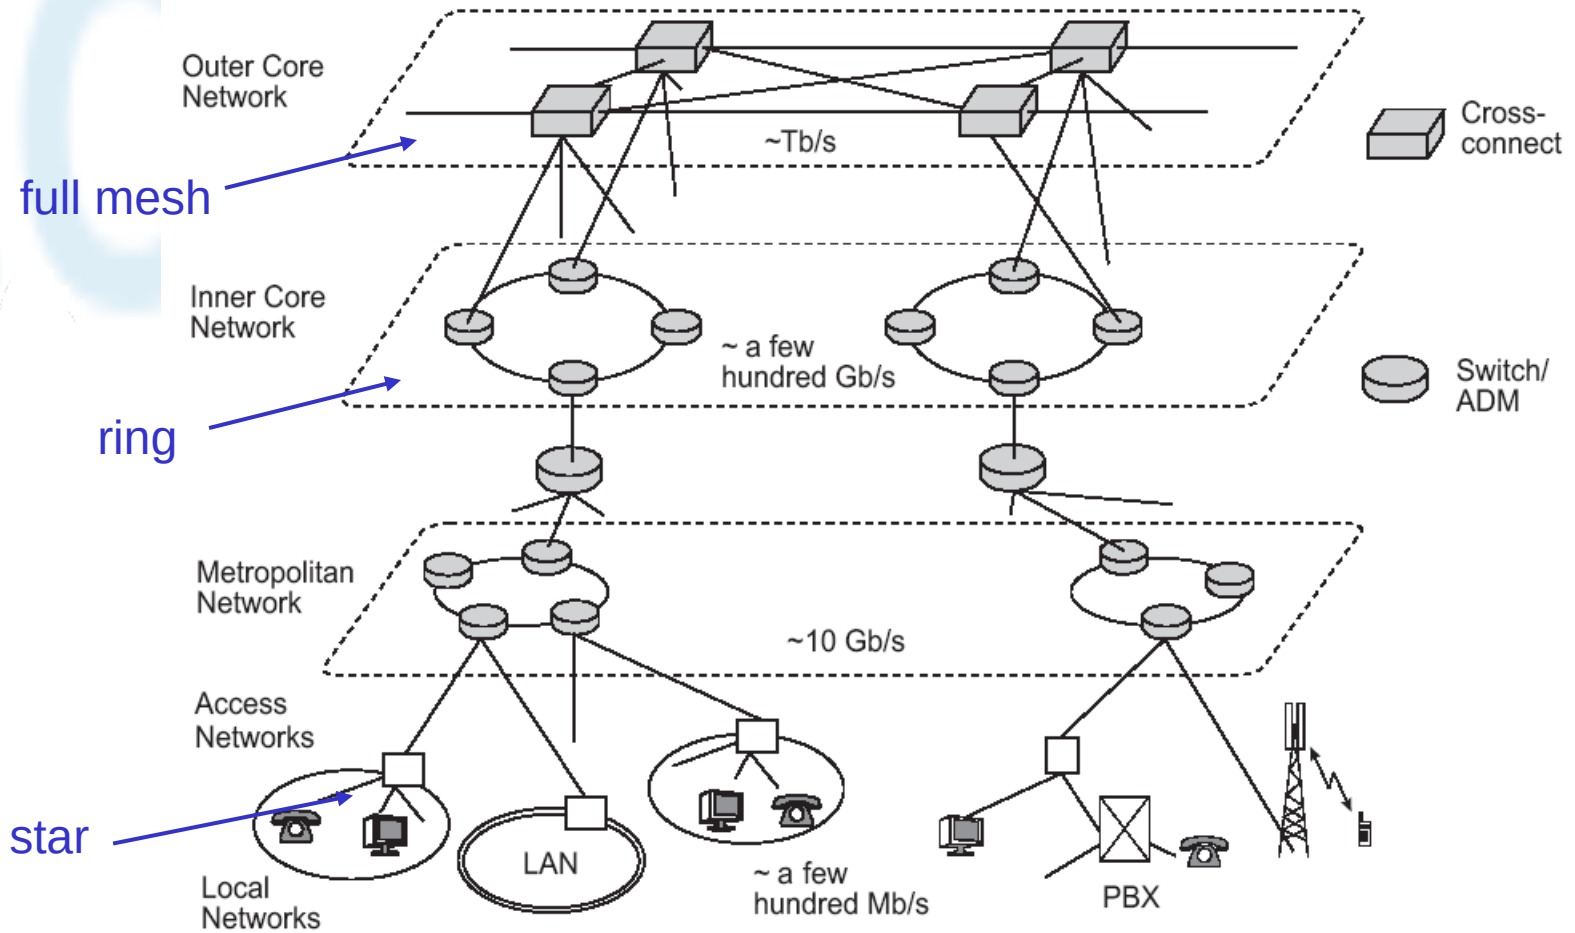 Outer Core
Network
Cross-
connect
~Tb/s
full mesh
Inner Core
Network
~ a few
hundred Gb/s
Switch/
ADM
ring
Metropolitan
Network
~10 Gb/s
Access
Networks
star
LAN
~ a few
hundred Mb/s
PBX
Local
Networks